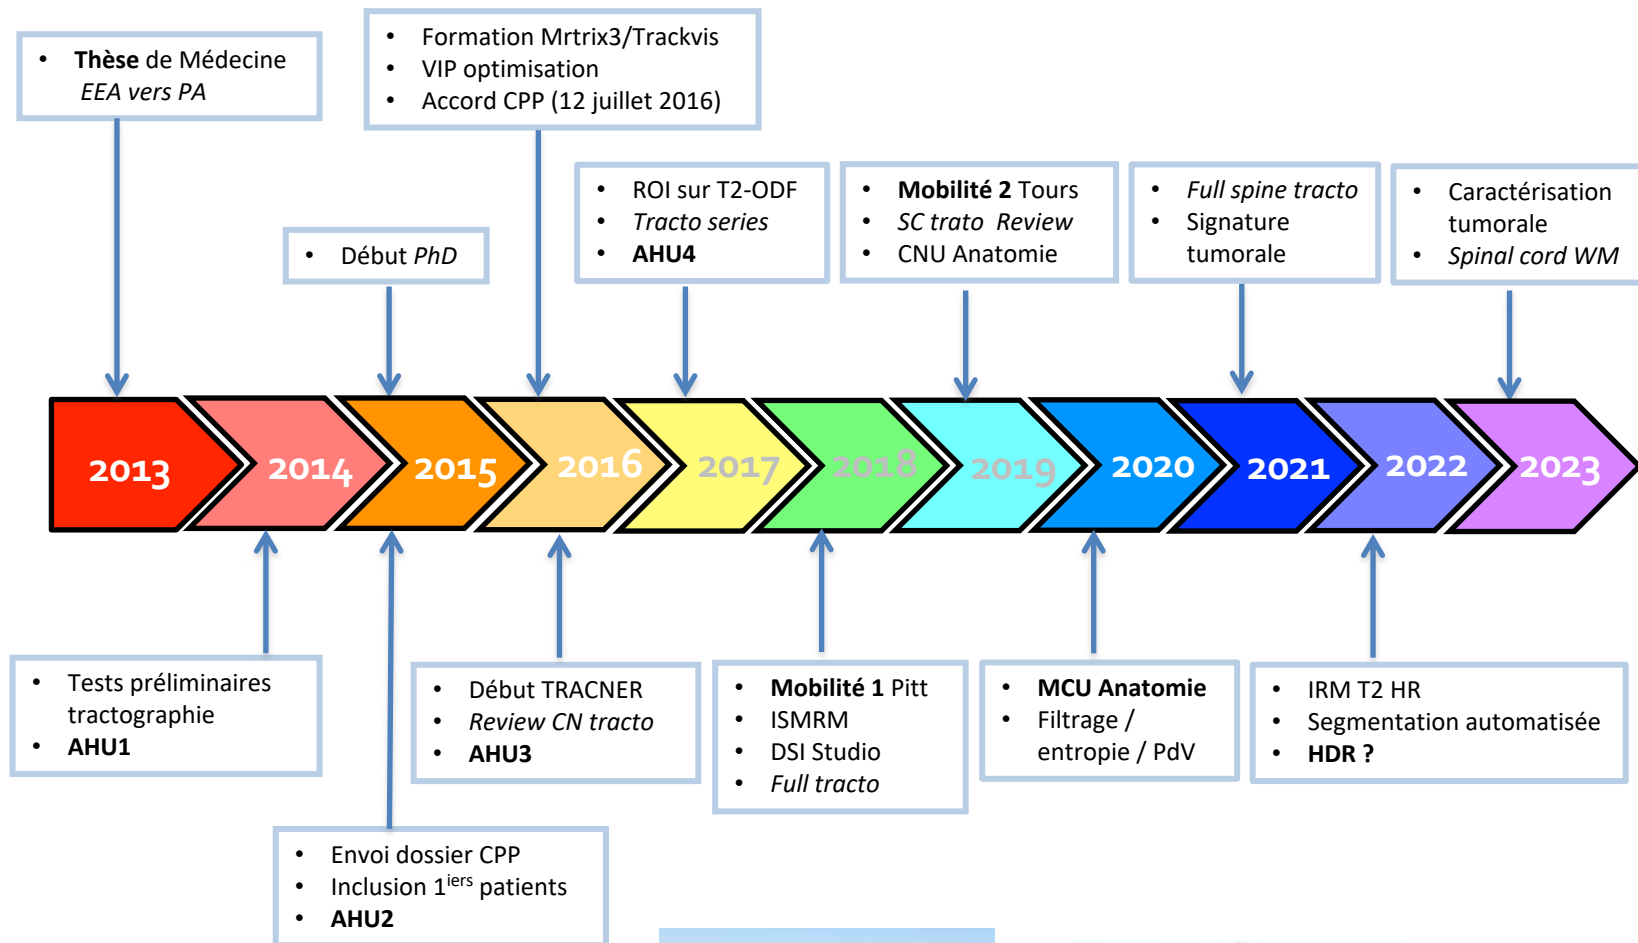 • Thèse de Médecine
EEA vers PA
• Formation Mrtrix3/Trackvis
• VIP optimisation
• Accord CPP (12 juillet 2016)
• Début PhD
• ROI sur T2-ODF
• Tracto series
• AHU4
• Mobilité 2 Tours
• SC trato Review
• CNU Anatomie
• Full spine tracto
• Signature
tumorale
• Caractérisation
tumorale
• Spinal cord WM
2013
2014
2015
2016
2017
2018
2019
2020
2021
2022
2023
• Tests préliminaires
tractographie
• AHU1
• Envoi dossier CPP
• Inclusion 1iers patients
• AHU2
• Début TRACNER
• Review CN tracto
• AHU3
• Mobilité 1 Pitt
• ISMRM
• DSI Studio
• Full tracto
• MCU Anatomie
• Filtrage /
entropie / PdV
• IRM T2 HR
• Segmentation automatisée
• HDR ?